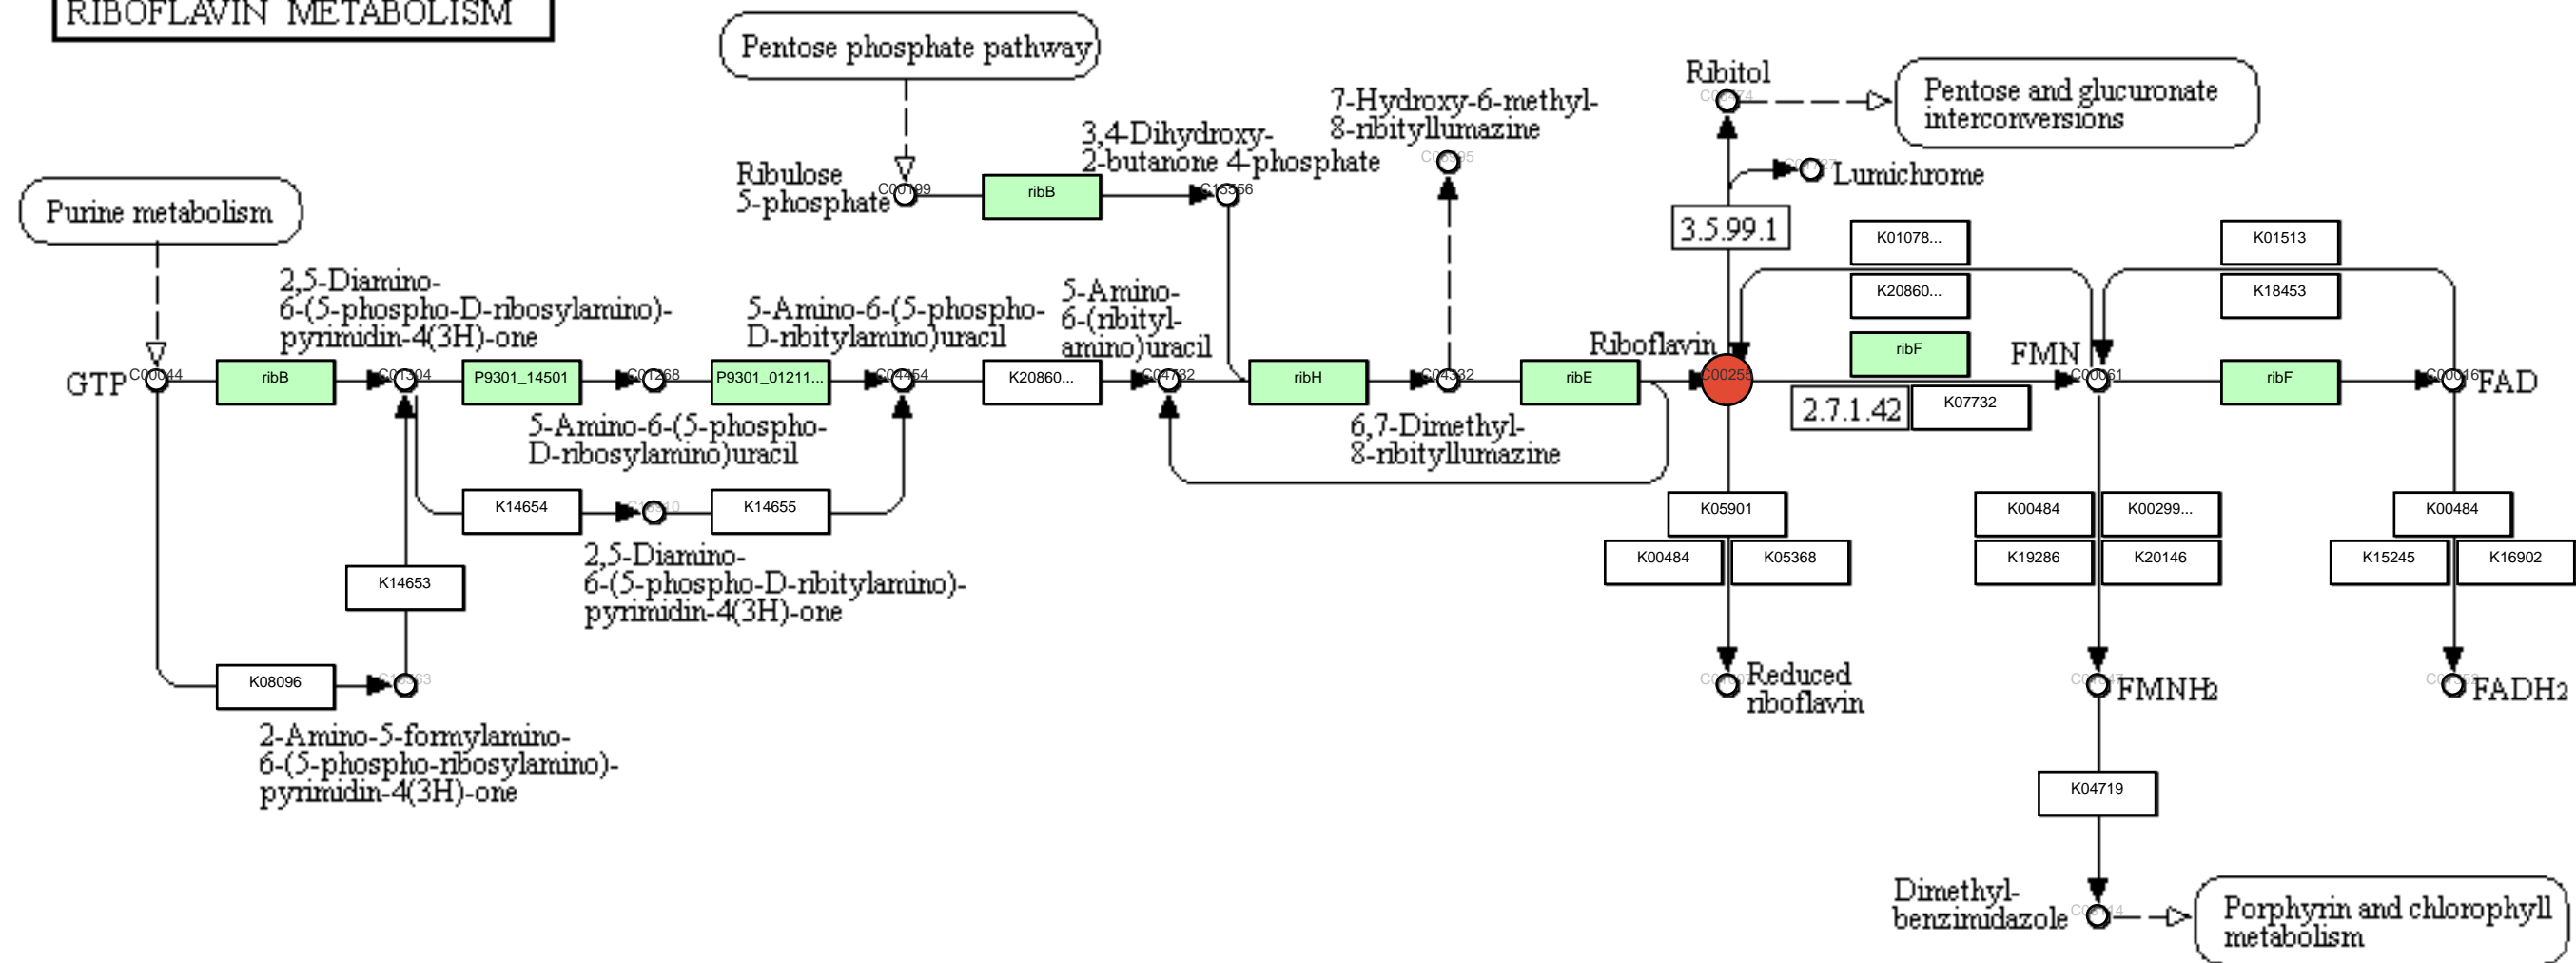 RIBOFLAVIN METABOLISM
Pentose phosphate pathway
Ribitol
Pentose and glucuronate
interconversions
7-Hydroxy-6-methyl-
8-ribityllumazine
3,4-Dihydroxy-
2-butanone 4-phosphate
Lumichrome
Ribulose
5-phosphate
C00199
ribB
C15556
Purine metabolism
3.5.99.1
K01078...
K01513
2,5-Diamino-
6-(5-phospho-D-ribosylamino)-
pyrimidin-4(3H)-one
5-Amino-6-(5-phospho-
D-ribitylamino)uracil
5-Amino-
6-(ribityl-
amino)uracil
K20860...
K18453
Riboflavin
ribF
FMN
GTP
C00044
ribB
C01304
P9301_14501
C01268
P9301_01211...
C04454
K20860...
C04732
ribH
C04332
ribE
C00255
C00061
ribF
C00016
FAD
2.7.1.42
K07732
5-Amino-6-(5-phospho-
D-ribosylamino)uracil
6,7-Dimethyl-
8-ribityllumazine
K14654
K14655
K05901
K00484
K00299...
K00484
2,5-Diamino-
6-(5-phospho-D-ribitylamino)-
pyrimidin-4(3H)-one
K00484
K05368
K19286
K20146
K15245
K16902
K14653
K08096
Reduced
riboflavin
FMNH2
FADH2
2-Amino-5-formylamino-
6-(5-phospho-ribosylamino)-
pyrimidin-4(3H)-one
K04719
Dimethyl-
benzimidazole
Porphyrin and chlorophyll
metabolism